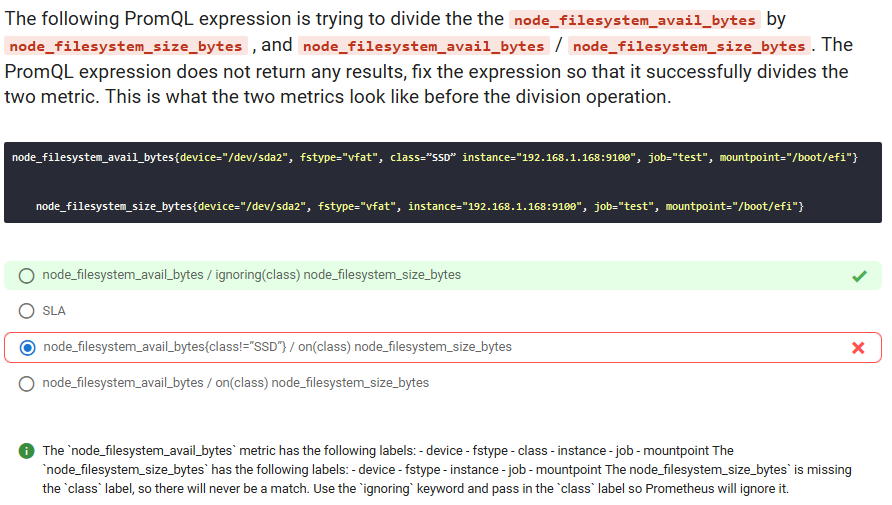 The following PromQL expression is trying to divide the the node_filesystem_avail_bytes by
node_filesystem_size_bytes , and node_filesystem_avail_bytes / node_filesystem_size_bytes. The
PromQL expression does not return any results, fix the expression so that it successfully divides the
two metric. This is what the two metrics look like before the division operation.
node_filesystem_avail_bytes{device="/dev/sda2", fstype="vfat", class=”SSD” instance="192.168.1.168:9100", job="test", mountpoint="/boot/efi"}
node_filesystem_size_bytes{device="/dev/sda2", fstype="vfat", instance="192.168.1.168:9100", job="test", mountpoint="/boot/efi"}
node_filesystem_avail_bytes / ignoring(class) node_filesystem_size_bytes
SLA
node_filesystem_avail_bytes{class!=”SSD”} / on(class) node_filesystem_size_bytes
node_filesystem_avail_bytes / on(class) node_filesystem_size_bytes
The `node_filesystem_avail_bytes` metric has the following labels: - device - fstype - class - instance - job - mountpoint The
`node_filesystem_size_bytes` has the following labels: - device - fstype - instance - job - mountpoint The node_filesystem_size_bytes` is missing
the `class` label, so there will never be a match. Use the `ignoring` keyword and pass in the `class` label so Prometheus will ignore it.